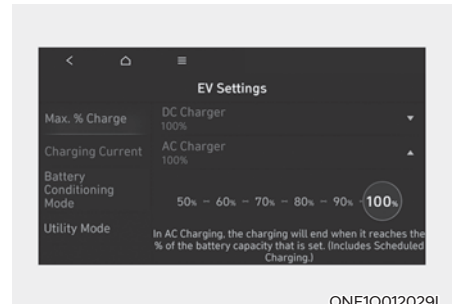 EV Settings
Max. % Charge
DC Charger
100%
Charging Current
AC Charger
100%
Battery
Conditioning
Mode
50% - 60% - 70% - 80% - 90% - 100%
Utility Mode
In AC Charging, the charging will end when it reaches the
% of the battery capacity that is set. (Includes Scheduled
Charging.)
ONE1Q012029L